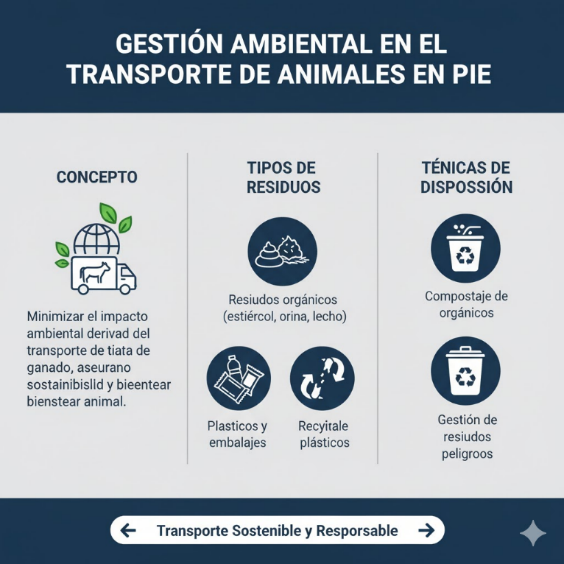 GESTIÓN AMBIENTAL EN EL
TRANSPORTE DE ANIMALES EN PIE
CONCEPTO
Minimizar el impacto
ambiental derivad del
transporte de tiata de
ganado, aseurano
sostainibislld y bieentear
bienstear animal.
TIPOS DE
RESIDUOS
Resiudos orgánicos
(estiércol, orina, lecho)
Plasticos y
embalajes
Recyitale
plásticos
TÉNICAS DE
DISPOSSIÓN
Compostaje de
orgánicos
Gestión de
resiudos
peligroos
Transporte Sostenible y Resporsable